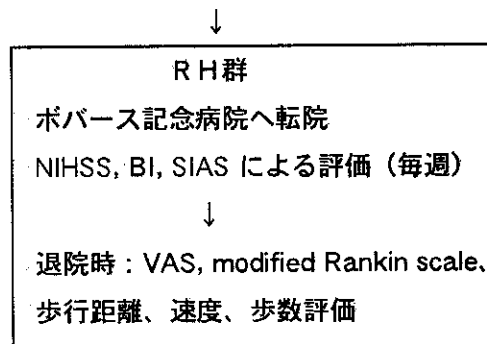 ↓
ＲＨ群
ボバース記念病院へ転院
NIHSS, BI, SIAS による評価（毎週）
↓
退院時：VAS, modified Rankin scale、
歩行距離、速度、歩数評価